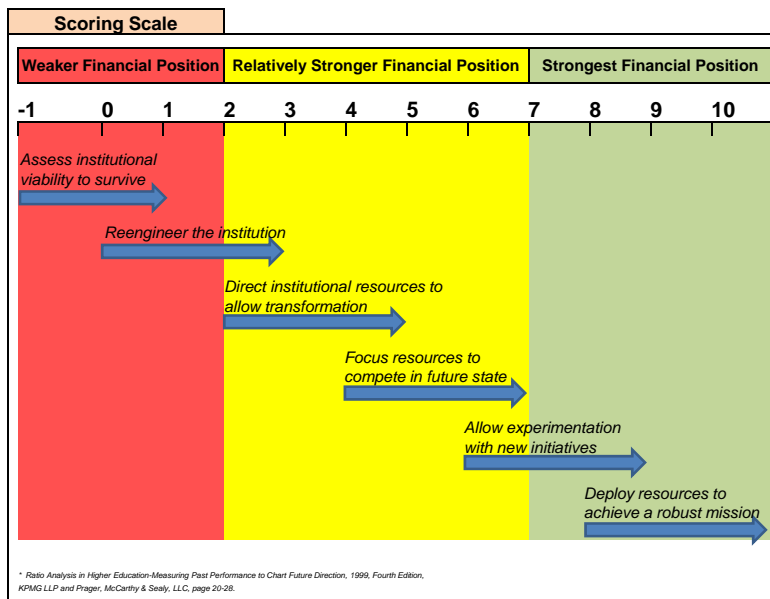 Scoring Scale
Weaker Financial Position Relatively Stronger Financial Position Strongest Financial Position
-1 0 1 2 3 4 5 6 7 8 9 10
Assess institutional
viability to survive
Reengineer the institution
Direct institutional resources to
allow transformation
Focus resources to
compete in future state
Allow experimentation
with new initiatives
Deploy resources to
achieve a robust mission
* Ratio Analysis in Higher Education-Measuring Past Performance to Chart Future Direction, 1999, Fourth Edition,
KPMG LLP and Prager, McCarthy & Sealy, LLC, page 20-28.